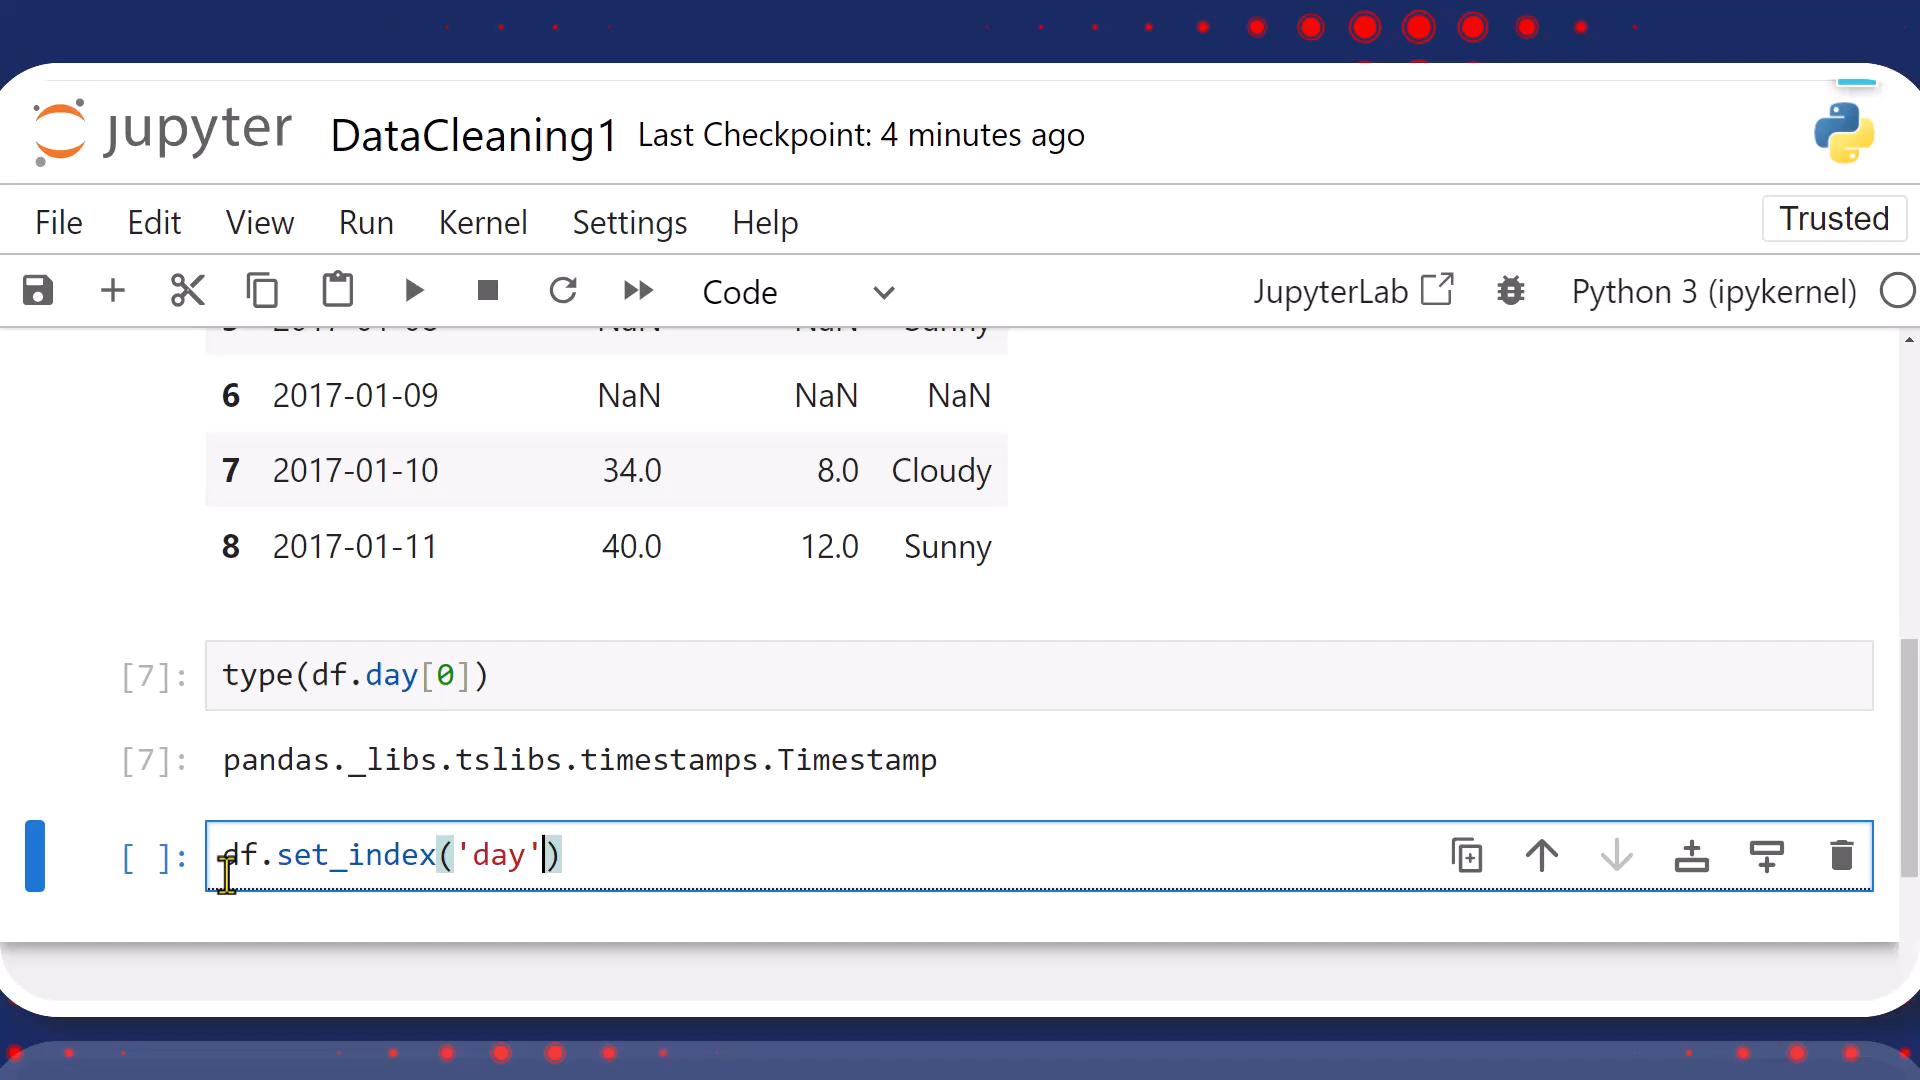 jupyter DataCleaning1 Last Checkpoint: 4 minutes ago
File Edit View Run Kernel Settings Help Trusted
Code JupyterLab Python 3 (ipykernel)
6 2017-01-09 NaN NaN NaN
7 2017-01-10 34.0 8.0 Cloudy
8 2017-01-11 40.0 12.0 Sunny
[7]: type(df.day[0])
[7]: pandas._libs.tslibs.timestamps.Timestamp
[ ]: df.set_index('day')